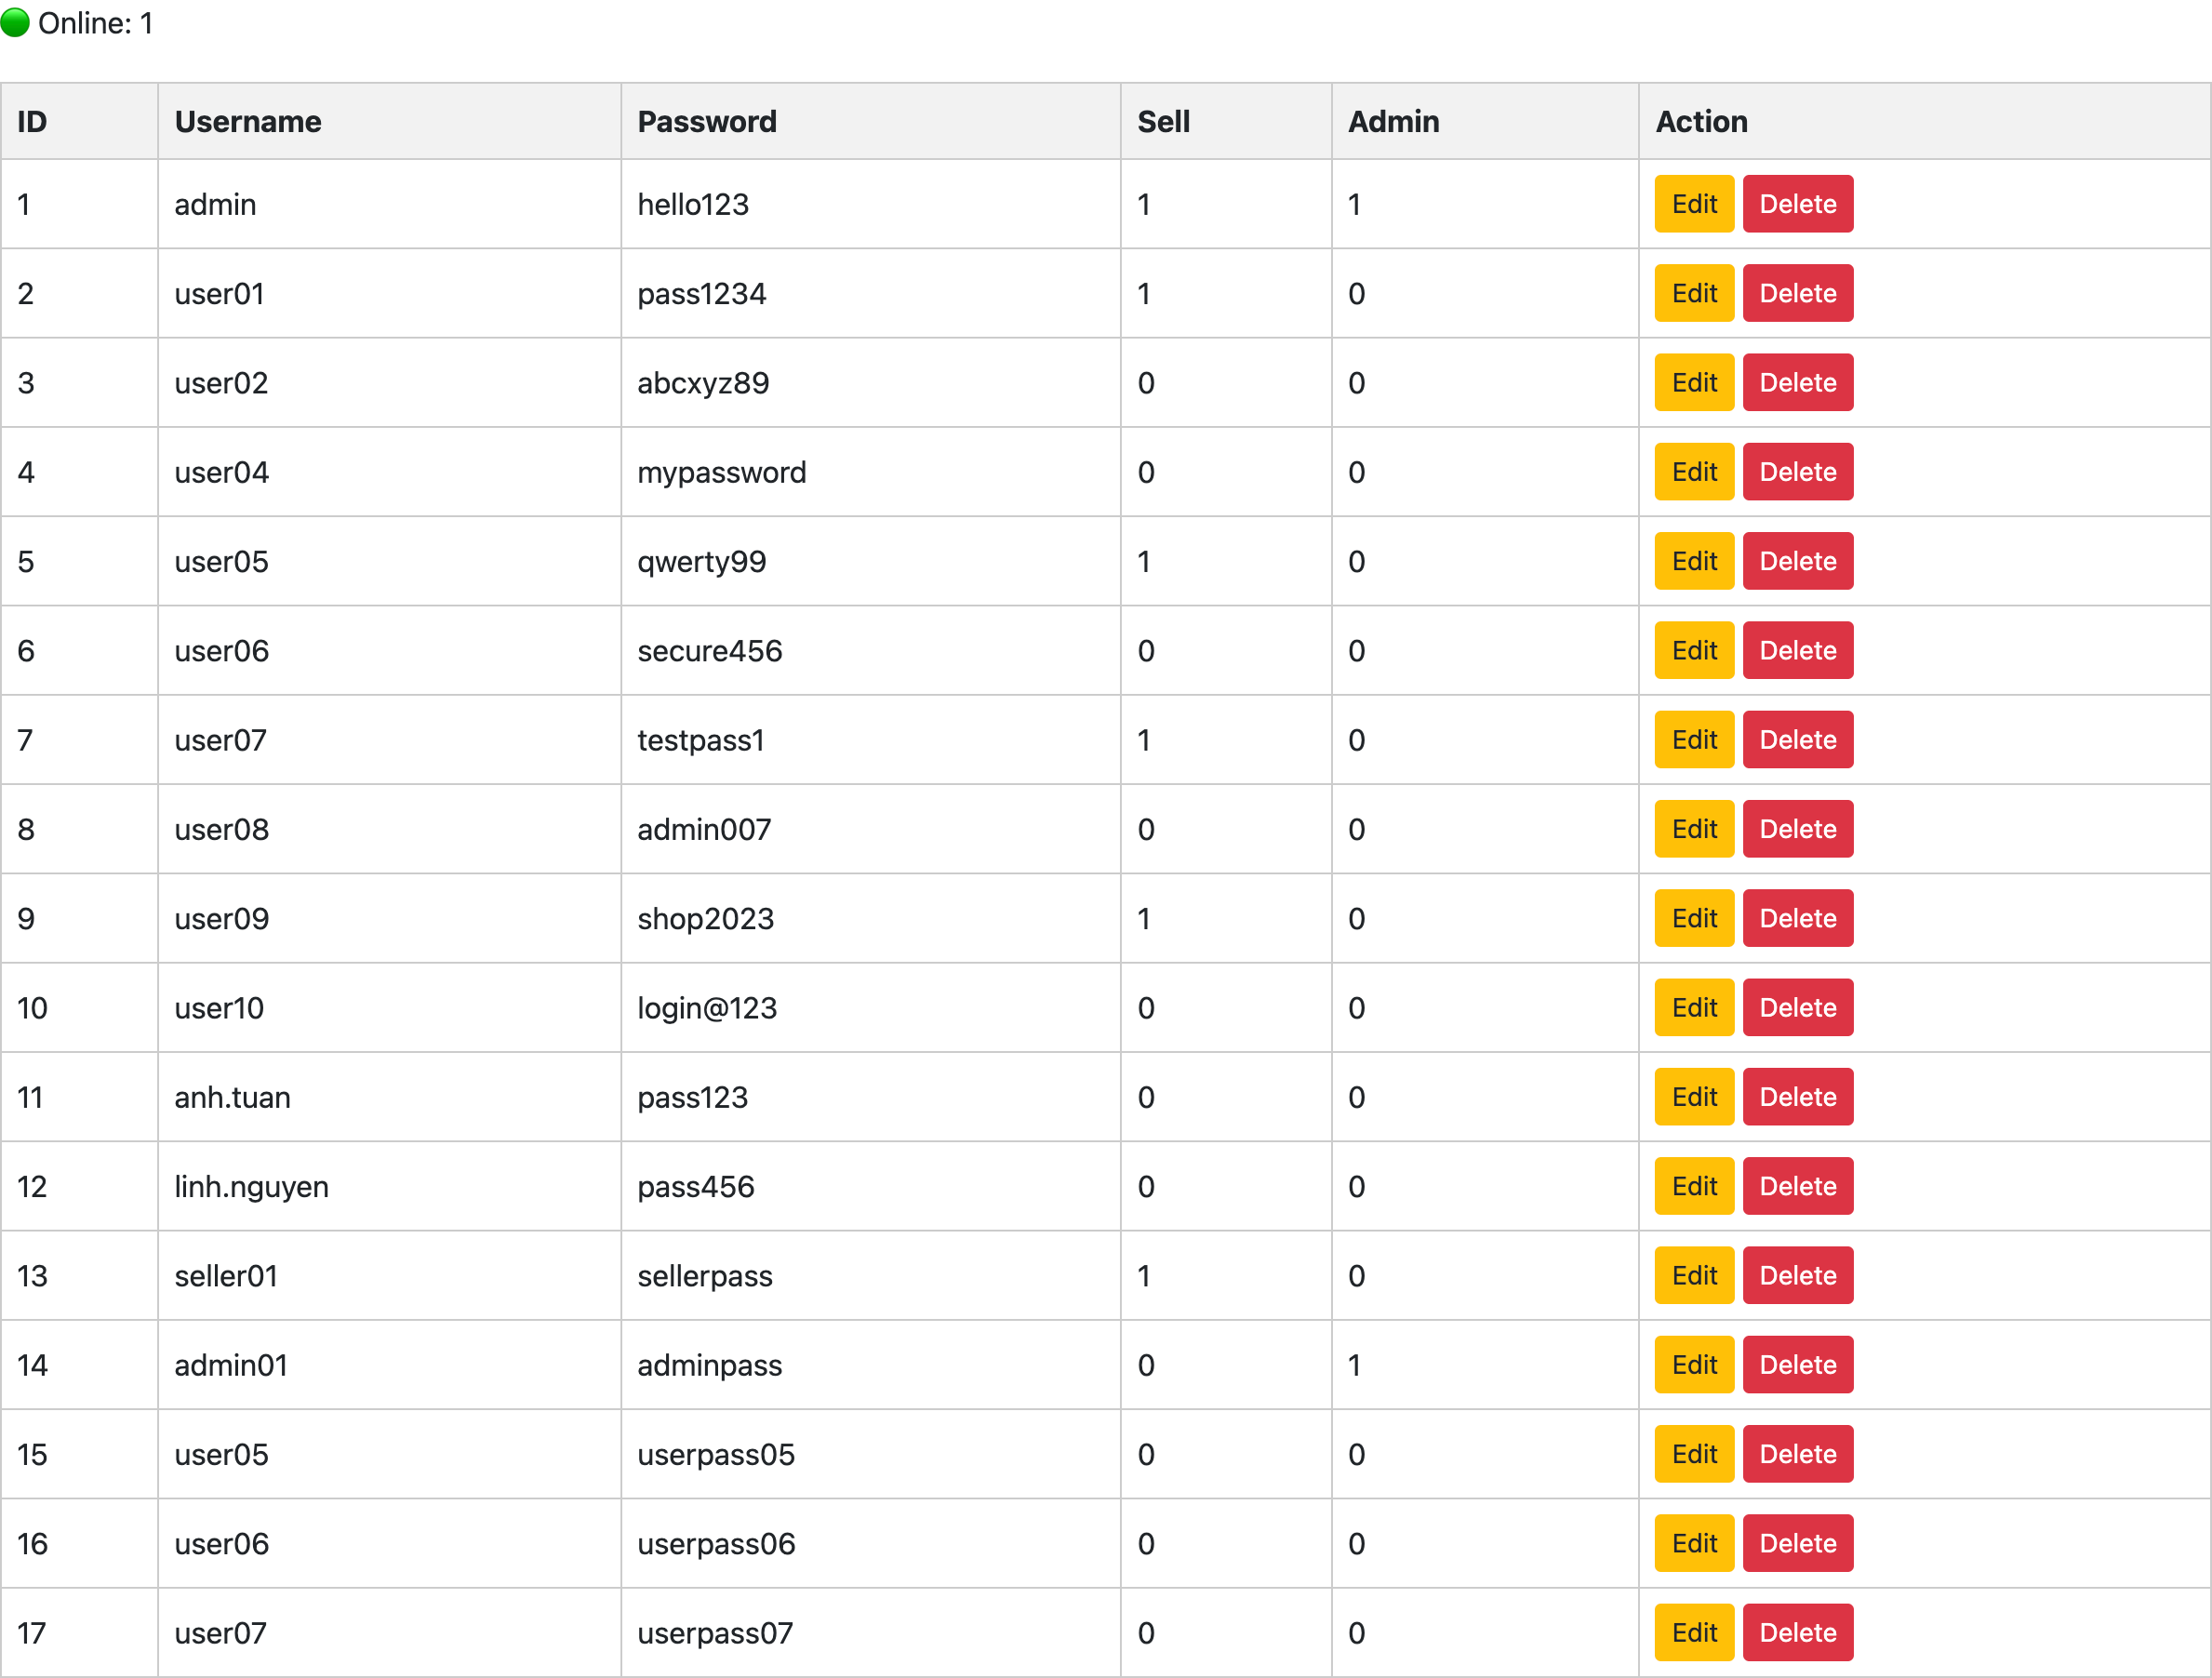 Online: 1
ID Username Password Sell Admin Action
1 admin hello123 1 1 Edit Delete
2 user01 pass1234 1 0 Edit Delete
3 user02 abcxyz89 0 0 Edit Delete
4 user04 mypassword 0 0 Edit Delete
5 user05 qwerty99 1 0 Edit Delete
6 user06 secure456 0 0 Edit Delete
7 user07 testpass1 1 0 Edit Delete
8 user08 admin007 0 0 Edit Delete
9 user09 shop2023 1 0 Edit Delete
10 user10 login@123 0 0 Edit Delete
11 anh.tuan pass123 0 0 Edit Delete
12 linh.nguyen pass456 0 0 Edit Delete
13 seller01 sellerpass 1 0 Edit Delete
14 admin01 adminpass 0 1 Edit Delete
15 user05 userpass05 0 0 Edit Delete
16 user06 userpass06 0 0 Edit Delete
17 user07 userpass07 0 0 Edit Delete